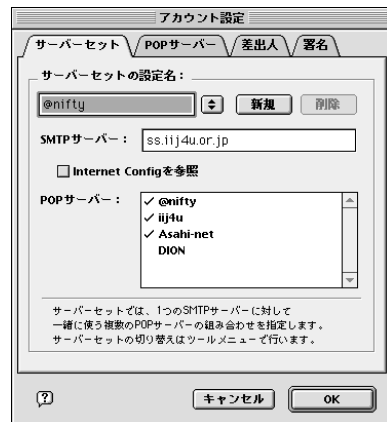 アカウント設定
サーバーセット POPサーバー 差出人 署名
サーバーセットの設定名：
@nifty 新規 削除
SMTPサーバー： ss.iij4u.or.jp
Internet Configを参照
POPサーバー： ✓ @nifty
✓ iij4u
✓ Asahi-net
DION
サーバーセットでは、1つのSMTPサーバーに対して
一緒に使う複数のPOPサーバーの組み合わせを指定します。
サーバーセットの切り替えはツールメニューで行います。
? キャンセル OK